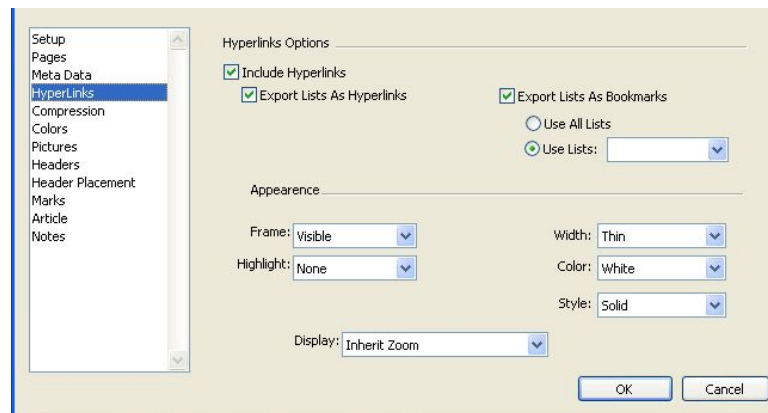 Setup
Pages
Meta Data
HyperLinks
Compression
Colors
Pictures
Headers
Header Placement
Marks
Article
Notes
Hyperlinks Options
Include Hyperlinks
Export Lists As Hyperlinks
Export Lists As Bookmarks
Use All Lists
Use Lists:
Appearence
Frame: Visible
Width: Thin
Highlight: None
Color: White
Style: Solid
Display: Inherit Zoom
OK Cancel